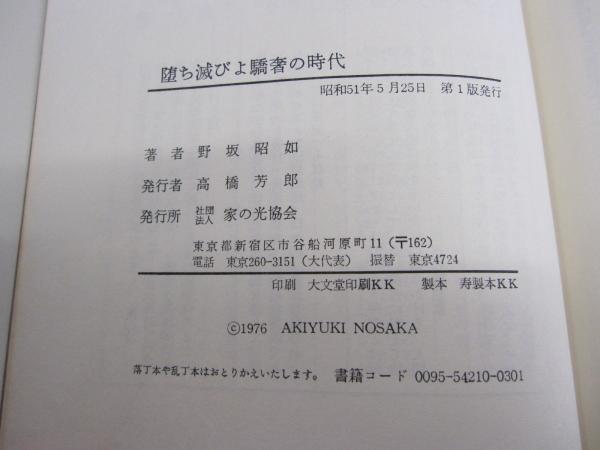 堕ち滅びよ驕奢の時代
昭和51年5月25日 第1版発行
著者 野坂昭如
発行者 高橋芳郎
発行所 社団法人 家の光協会
東京都新宿区市谷船河原町11(〒162)
電話 東京260-3151(大代表) 振替 東京4724
印刷 大文堂印刷KK 製本 寿製本KK
©1976 AKIYUKI NOSAKA
落丁本や乱丁本はおとりかえいたします。 書籍コード 0095-54210-0301